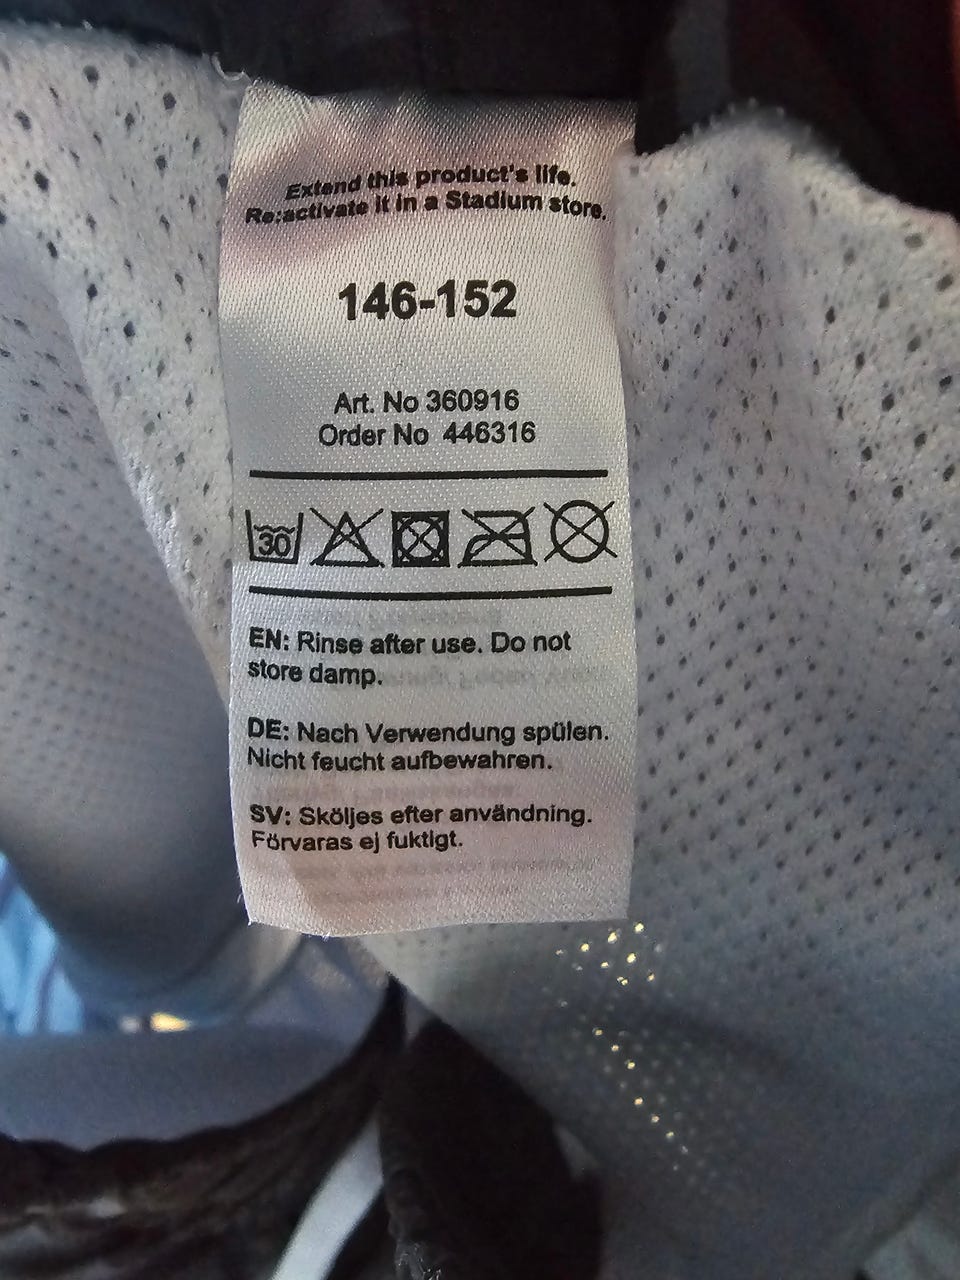 Extend this product's life.
Re:activate it in a Stadium store.
146-152
Art. No 360916
Order No 446316
30
EN: Rinse after use. Do not
store damp.
DE: Nach Verwendung spülen.
Nicht feucht aufbewahren.
SV: Sköljes efter användning.
Förvaras ej fuktigt.